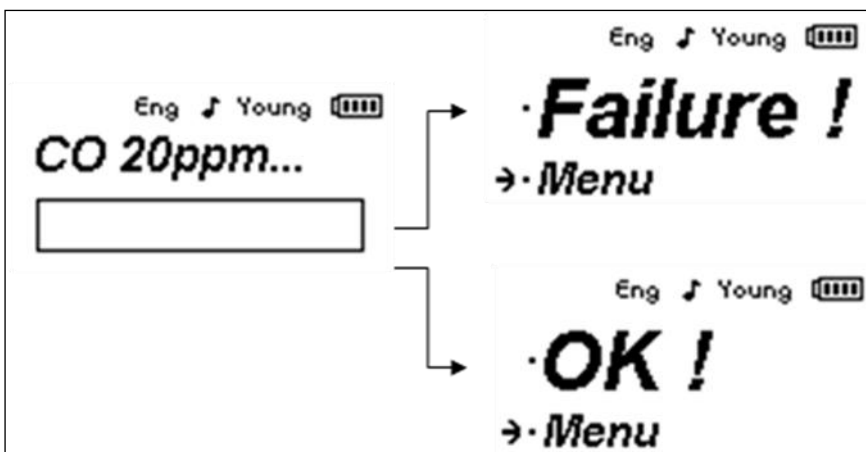 Eng ♪ Young
CO 20ppm...
Eng ♪ Young
·Failure !
→·Menu
Eng ♪ Young
·OK !
→·Menu